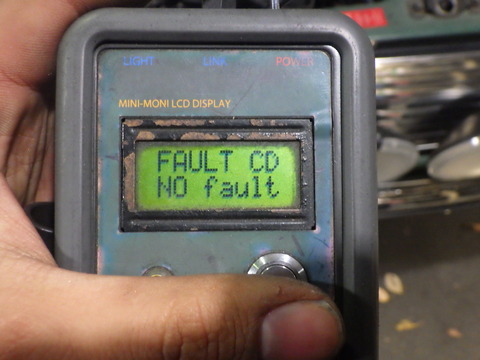 LIGHT LINK POWER
MINI-MONI LCD DISPLAY
FAULT CD
NO fault